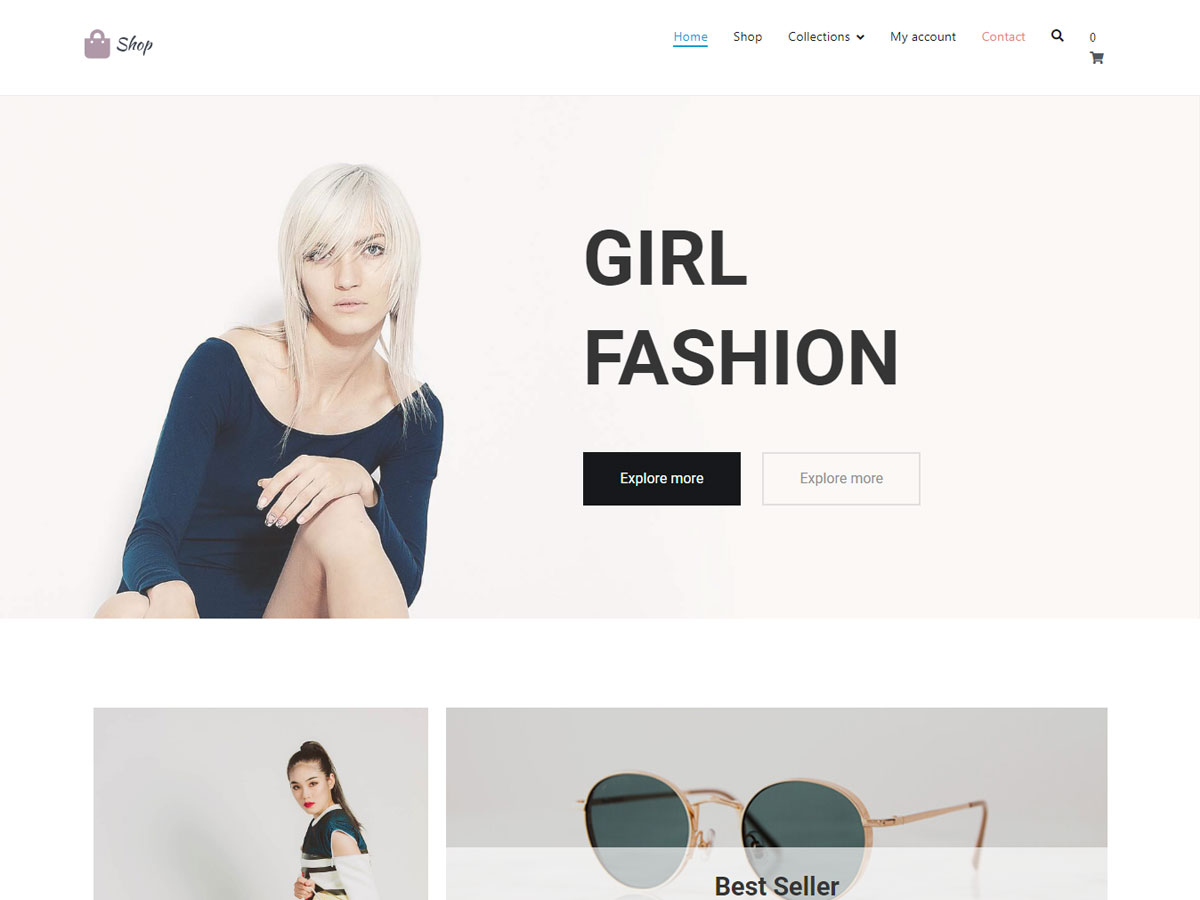 Shop
Home Shop Collections My account Contact 0
GIRL
FASHION
Explore more Explore more
Best Seller